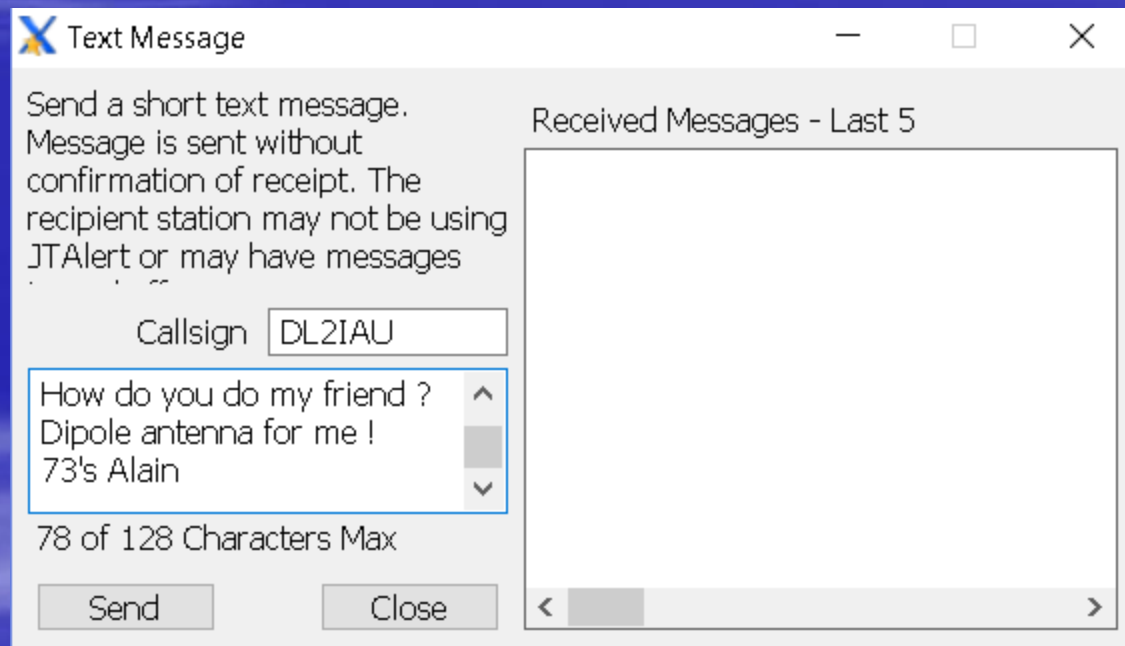 Text Message
Send a short text message.
Message is sent without
confirmation of receipt. The
recipient station may not be using
JTAlert or may have messages
Callsign DL2IAU
How do you do my friend ?
Dipole antenna for me !
73's Alain
78 of 128 Characters Max
Send Close
Received Messages - Last 5